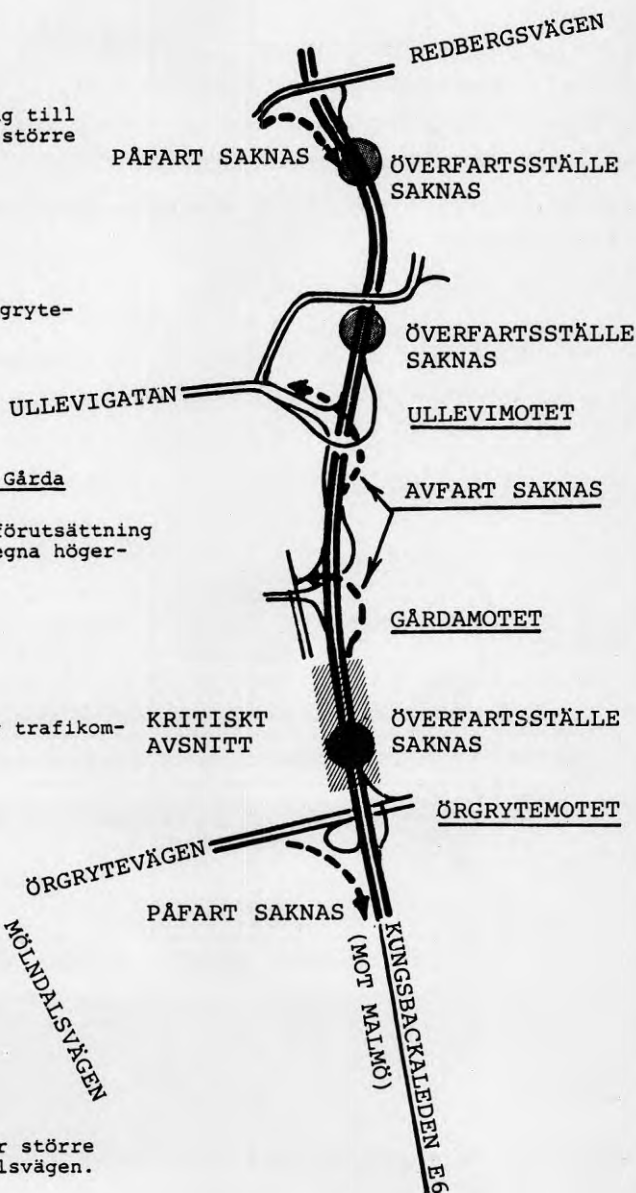 REDBERGSVÄGEN
g till
större
PÅFART SAKNAS
ÖVERFARTSSTÄLLE
SAKNAS
gryte-
ÖVERFARTSSTÄLLE
SAKNAS
ULLEVIGATAN
ULLEVIMOTET
Gårda
AVFART SAKNAS
förutsättning
egna höger-
GÅRDAMOTET
trafikom-
KRITISKT
AVSNITT
ÖVERFARTSSTÄLLE
SAKNAS
ÖRGRYTEMOTET
ÖRGRYTEVÄGEN
PÅFART SAKNAS
MÖLNDALSVÄGEN
(MOT MALMÖ)
KUNGSBACKALEDEN E6
r större
lsvägen.